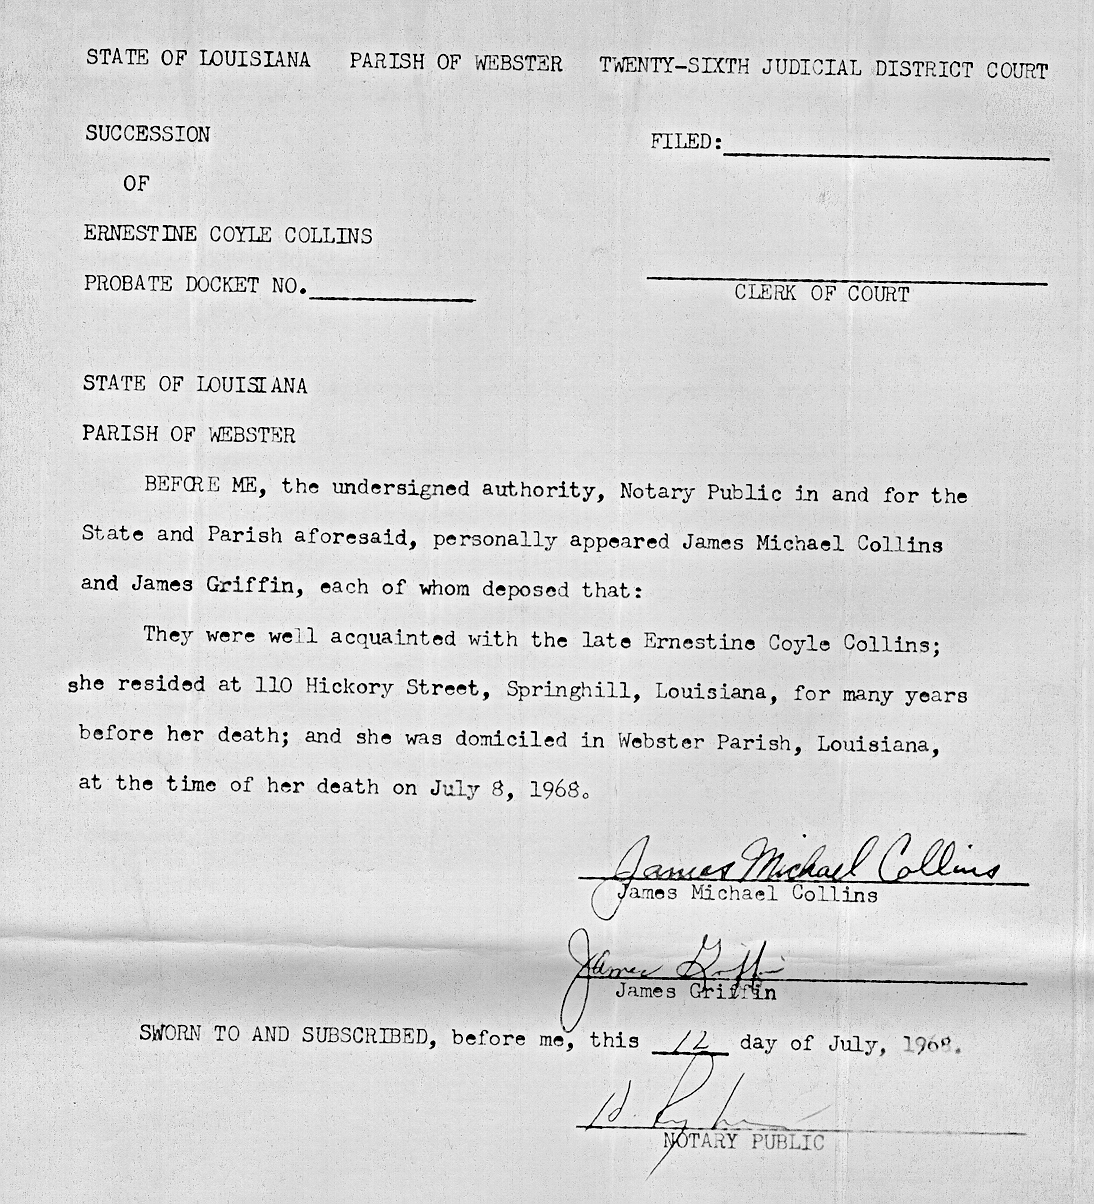 STATE OF LOUISIANA PARISH OF WEBSTER TWENTY-SIXTH JUDICIAL DISTRICT COURT
SUCCESSION
FILED:
OF
ERNESTINE COYLE COLLINS
PROBATE DOCKET NO.
CLERK OF COURT
STATE OF LOUISIANA
PARISH OF WEBSTER
BEFORE ME, the undersigned authority, Notary Public in and for the
State and Parish aforesaid, personally appeared James Michael Collins
and James Griffin, each of whom deposed that:
They were well acquainted with the late Ernestine Coyle Collins;
she resided at 110 Hickory Street, Springhill, Louisiana, for many years
before her death; and she was domiciled in Webster Parish, Louisiana,
at the time of her death on July 8, 1968.
James Michael Collins
James Michael Collins
James Griffin
James Griffin
SWORN TO AND SUBSCRIBED, before me, this 12 day of July, 1968.
NOTARY PUBLIC